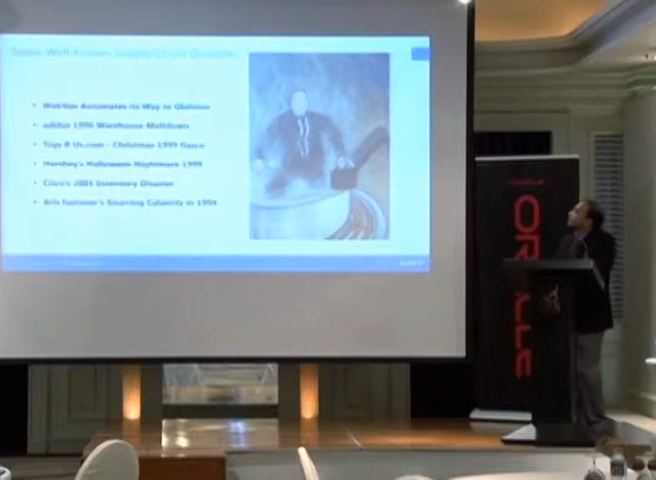 Some Well-Known Supply Chain Disasters
• WebVan Automates its Way to Oblivion
• adidas 1996 Warehouse Meltdown
• Toys R Us.com - Christmas 1999 Fiasco
• Hershey's Halloween Nightmare 1999
• Cisco's 2001 Inventory Disaster
• Aris Isotoner's Sourcing Calamity in 1994
ORACLE